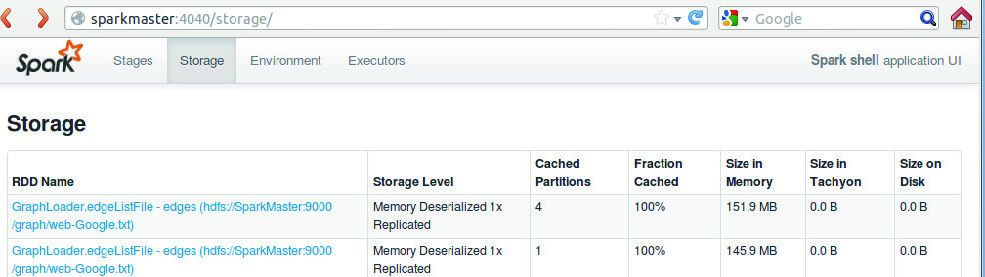 sparkmaster:4040/storage/
Google
Spark
Stages
Storage
Environment
Executors
Spark shell application UI
Storage
RDD Name
Storage Level
Cached Partitions
Fraction Cached
Size in Memory
Size in Tachyon
Size on Disk
GraphLoader.edgeListFile - edges (hdfs://SparkMaster:9000
/graph/web-Google.txt)
Memory Deserialized 1x
Replicated
4
100%
151.9 MB
0.0 B
0.0 B
GraphLoader.edgeListFile - edges (hdfs://SparkMaster:9000
/graph/web-Google.txt)
Memory Deserialized 1x
Replicated
1
100%
145.9 MB
0.0 B
0.0 B